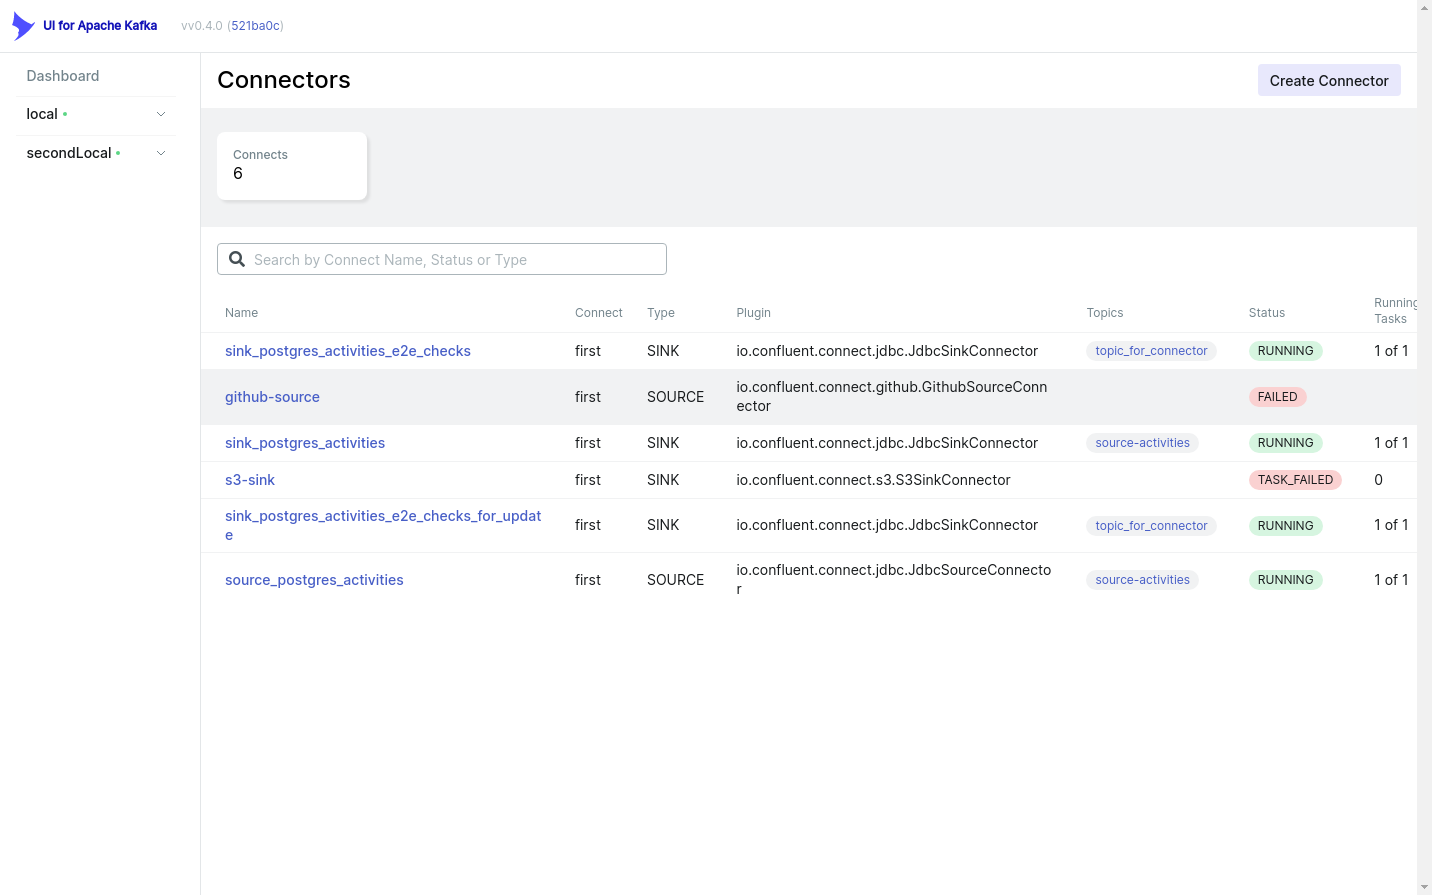 UI for Apache Kafka vv0.4.0 (521ba0c)
Dashboard
local
secondLocal
Connectors
Create Connector
Connects
6
Search by Connect Name, Status or Type
Name Connect Type Plugin Topics Status Running
Tasks
sink_postgres_activities_e2e_checks first SINK io.confluent.connect.jdbc.JdbcSinkConnector topic_for_connector RUNNING 1 of 1
github-source first SOURCE io.confluent.connect.github.GithubSourceConn
ector FAILED
sink_postgres_activities first SINK io.confluent.connect.jdbc.JdbcSinkConnector source-activities RUNNING 1 of 1
s3-sink first SINK io.confluent.connect.s3.S3SinkConnector TASK_FAILED 0
sink_postgres_activities_e2e_checks_for_updat
e first SINK io.confluent.connect.jdbc.JdbcSinkConnector topic_for_connector RUNNING 1 of 1
source_postgres_activities first SOURCE io.confluent.connect.jdbc.JdbcSourceConnecto
r source-activities RUNNING 1 of 1